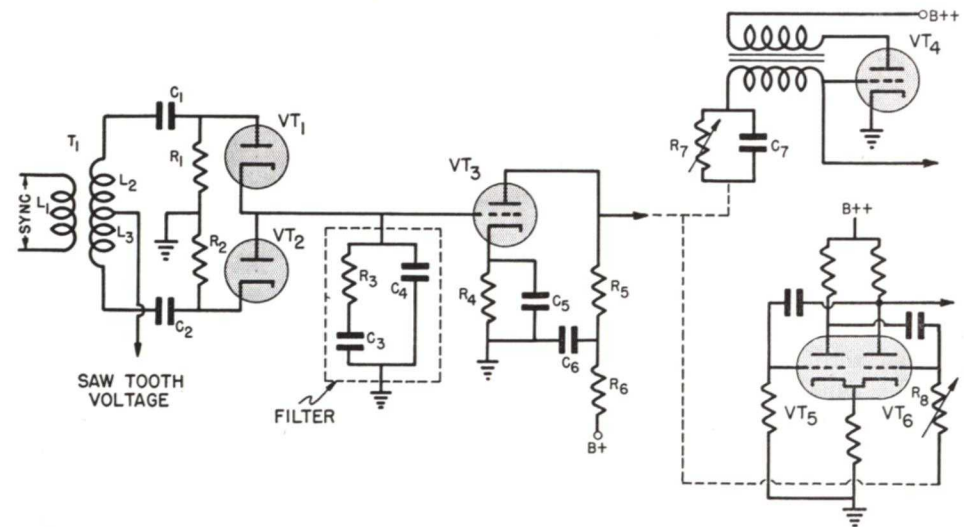 B++
VT4
C1
T1
VT1
R1
SYNC
L1
L2
L3
R2
VT2
C2
SAW TOOTH
VOLTAGE
R3
C4
C3
FILTER
VT3
R4
C5
C6
R5
R6
B+
R7
C7
B++
VT5
VT6
R8